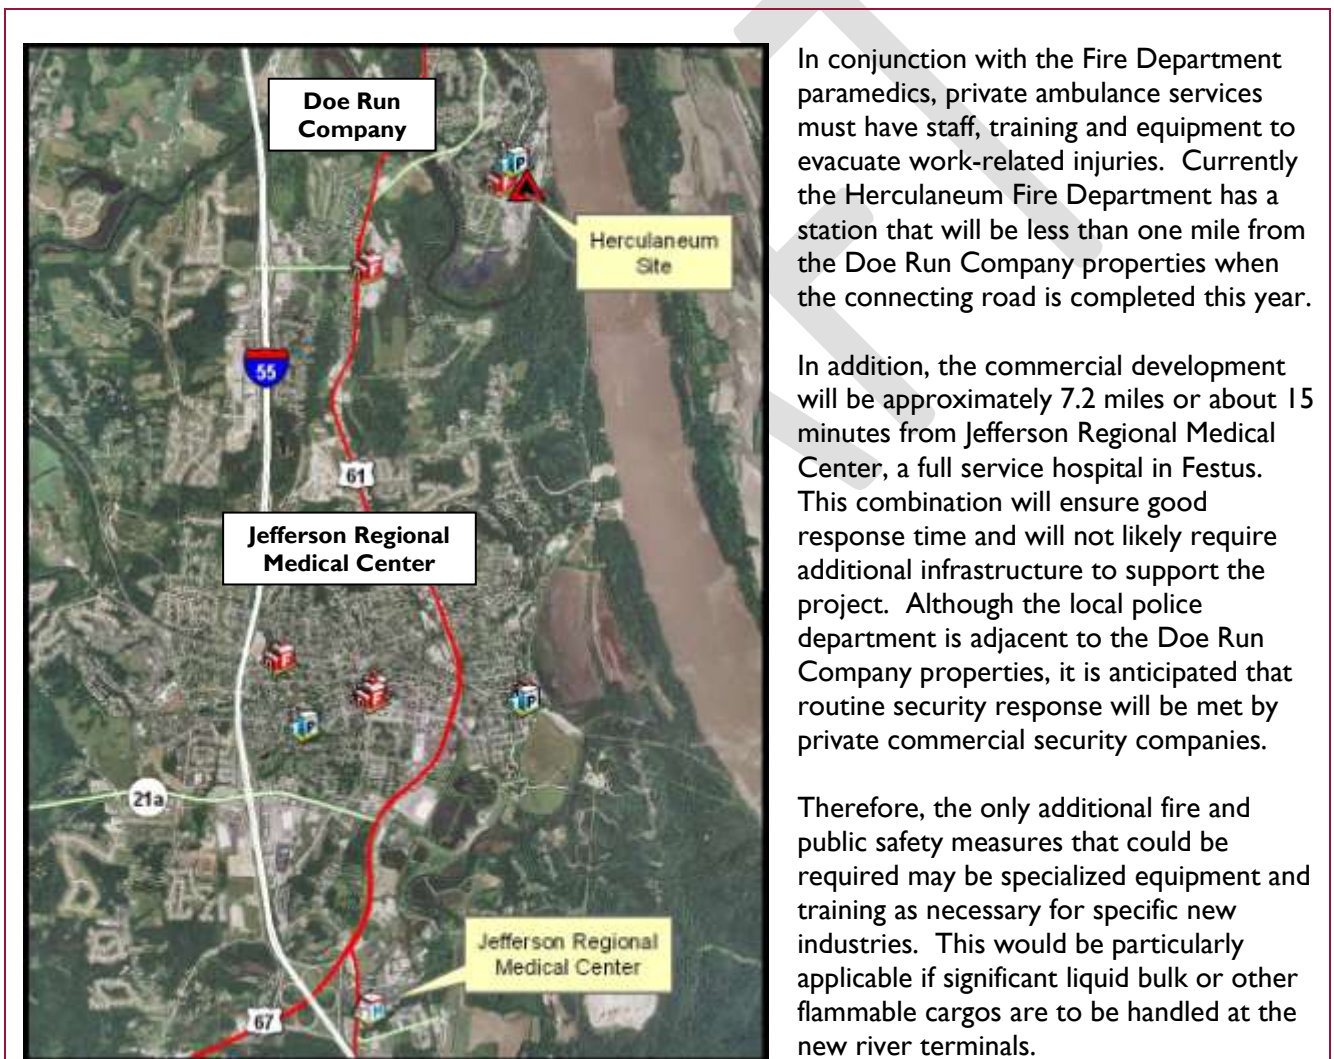 Doe Run
Company
P
Herculaneum
Site
F
55
61
Jefferson Regional
Medical Center
F
F
P
P
21a
Jefferson Regional
Medical Center
H
67
In conjunction with the Fire Department
paramedics, private ambulance services
must have staff, training and equipment to
evacuate work-related injuries.  Currently
the Herculaneum Fire Department has a
station that will be less than one mile from
the Doe Run Company properties when
the connecting road is completed this year.
In addition, the commercial development
will be approximately 7.2 miles or about 15
minutes from Jefferson Regional Medical
Center, a full service hospital in Festus.
This combination will ensure good
response time and will not likely require
additional infrastructure to support the
project.  Although the local police
department is adjacent to the Doe Run
Company properties, it is anticipated that
routine security response will be met by
private commercial security companies.
Therefore, the only additional fire and
public safety measures that could be
required may be specialized equipment and
training as necessary for specific new
industries.  This would be particularly
applicable if significant liquid bulk or other
flammable cargos are to be handled at the
new river terminals.